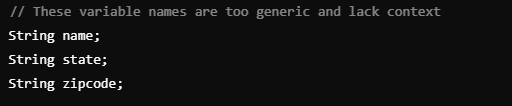 // These variable names are too generic and lack context
String name;
String state;
String zipcode;